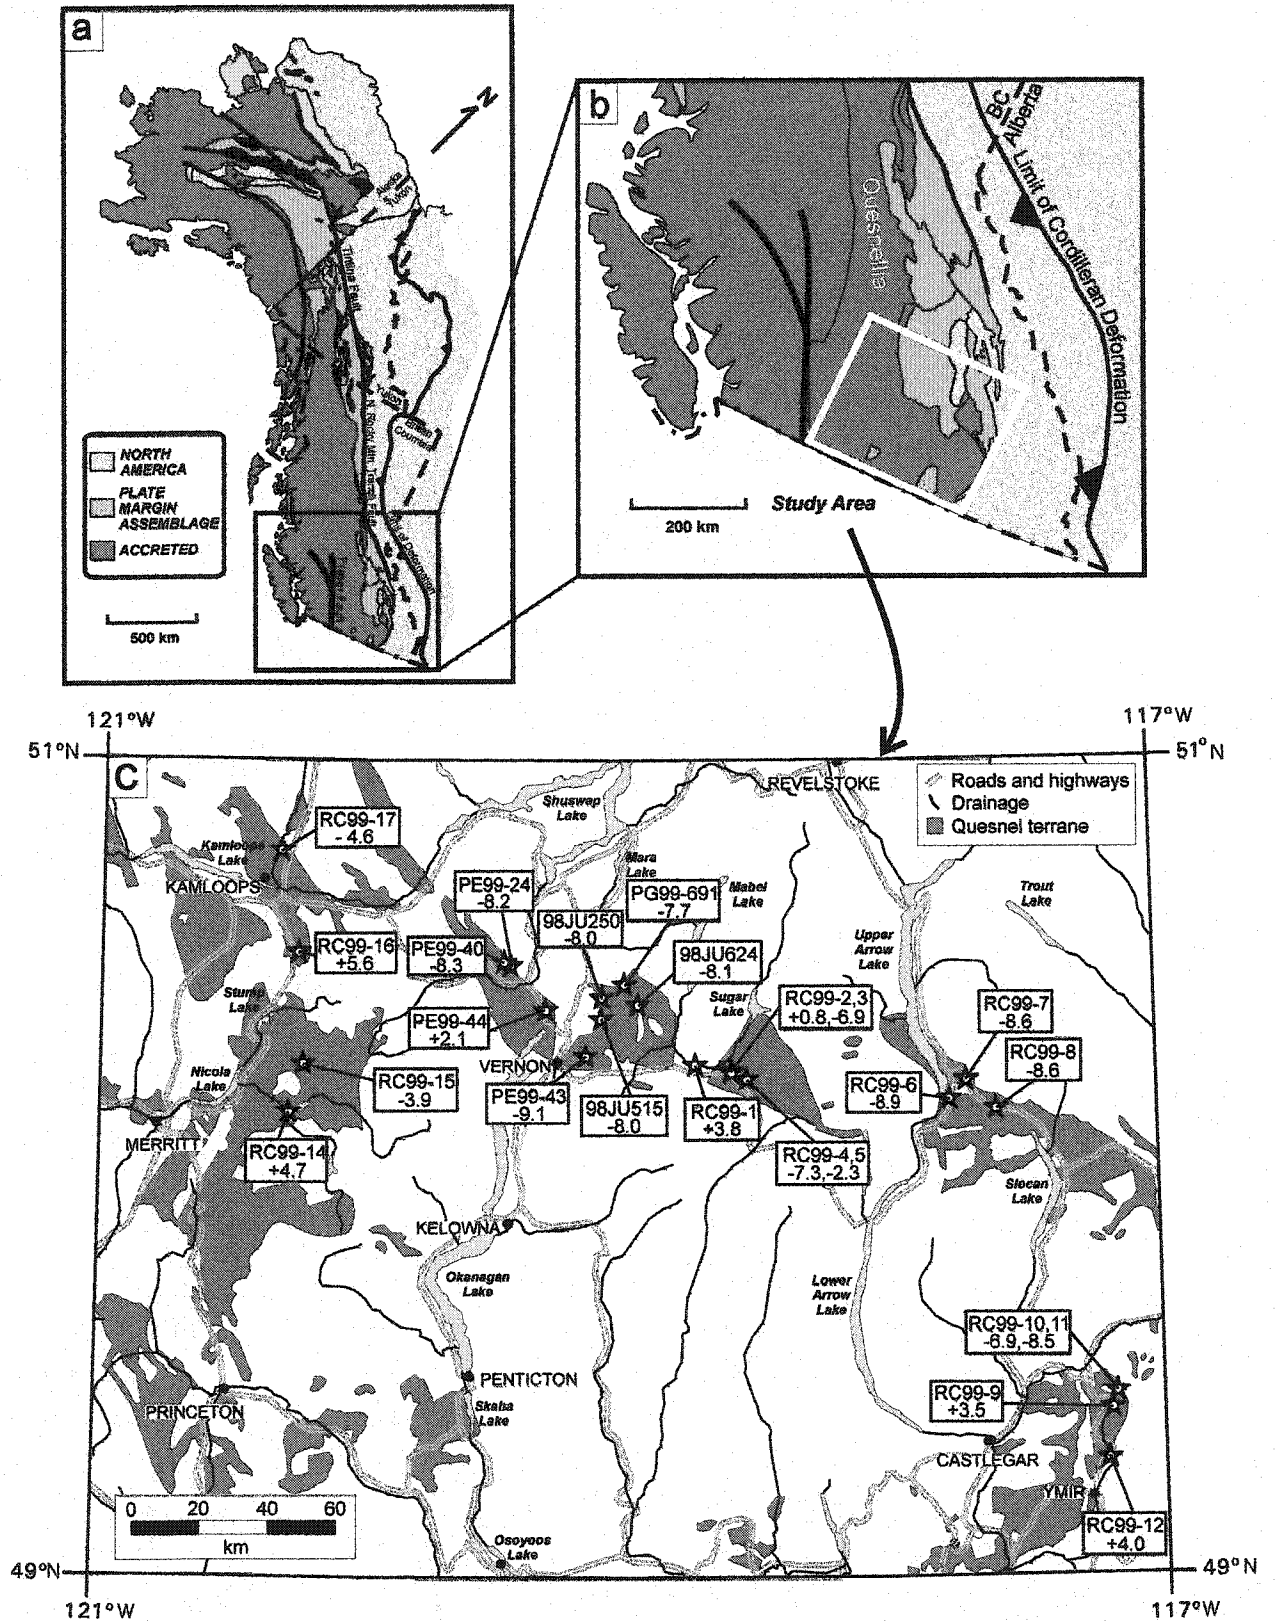 a
N
Alaska
Yukon
Tintina Fault
Yukon
N. Rocky Mtn. Trench Fault
NORTH
AMERICA
PLATE
MARGIN
ASSEMBLAGE
ACCRETED
500 km
b
BC
Alberta
Limit of Cordilleran Deformation
Quesnellia
200 km
Study Area
121°W
117°W
51°N
51°N
c
REVELSTOKE
Roads and highways
Drainage
Quesnel terrane
Shuswap
Lake
RC99-17
-4.6
Kamloops
Lake
KAMLOOPS
Mara
Lake
PE99-24
-8.2
PG99-691
-7.7
Mabel
Lake
Trout
Lake
98JU250
-8.0
RC99-16
+5.6
PE99-40
-8.3
98JU624
-8.1
Upper
Arrow
Lake
Stump
Lake
Sugar
Lake
RC99-2,3
+0.8,-6.9
RC99-7
-8.6
PE99-44
+2.1
RC99-8
-8.6
VERNON
Nicola
Lake
RC99-15
-3.9
PE99-43
-9.1
98JU515
-8.0
RC99-1
+3.8
RC99-6
-8.9
MERRITT
RC99-14
+4.7
RC99-4,5
-7.3,-2.3
Slocan
Lake
KELOWNA
Okanagan
Lake
Lower
Arrow
Lake
RC99-10,11
-6.9,-8.5
PENTICTON
RC99-9
+3.5
PRINCETON
Skaha
Lake
CASTLEGAR
YMIR
0 20 40 60
km
RC99-12
+4.0
Osoyoos
Lake
49°N
49°N
121°W
117°W